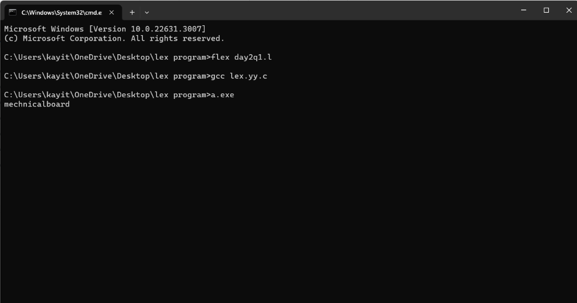 C:\Windows\System32\cmd.e
Microsoft Windows [Version 10.0.22631.3007]
(c) Microsoft Corporation. All rights reserved.
C:\Users\kayit\OneDrive\Desktop\lex program>flex day2q1.l
C:\Users\kayit\OneDrive\Desktop\lex program>gcc lex.yy.c
C:\Users\kayit\OneDrive\Desktop\lex program>a.exe
mechnicalboard